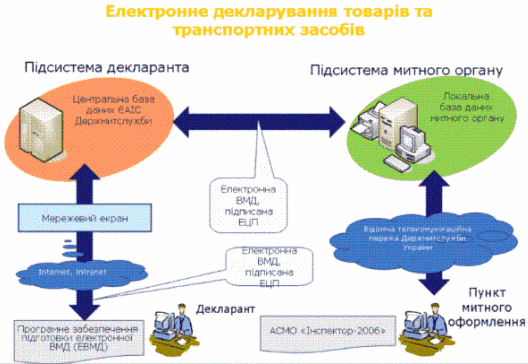 Електронне декларування товарів та
транспортних засобів
Підсистема декларанта
Підсистема митного органу
Центральна база
даних ЄАІС
Держмитслужби
Локальна
база даних
митного органу
Електронна
ВМД,
підписана
ЕЦП
Мережевий екран
Відомча телекомунікаційна
мережа Держмитслужби
України
Internet, Intranet
Електронна
ВМД,
підписана
ЕЦП
Декларант
Пункт
митного
оформлення
Програмне забезпечення
підготовки електронної
ВМД (ЕВМД)
АСМО «Інспектор-2006»